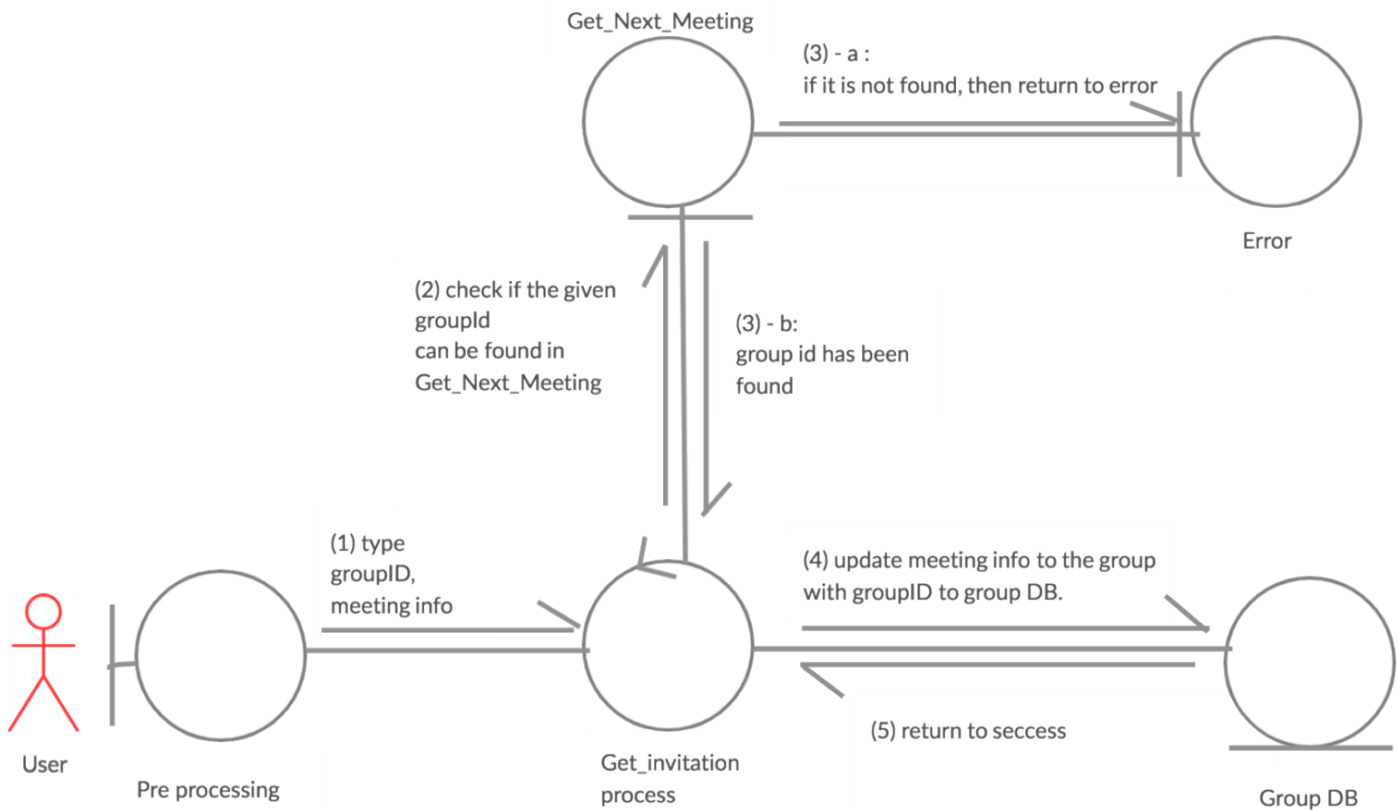 Get_Next_Meeting
(3) - a :
if it is not found, then return to error
Error
(2) check if the given
groupId
can be found in
Get_Next_Meeting
(3) - b:
group id has been
found
(1) type
groupID,
meeting info
(4) update meeting info to the group
with groupID to group DB.
(5) return to seccess
User
Pre processing
Get_invitation
process
Group DB